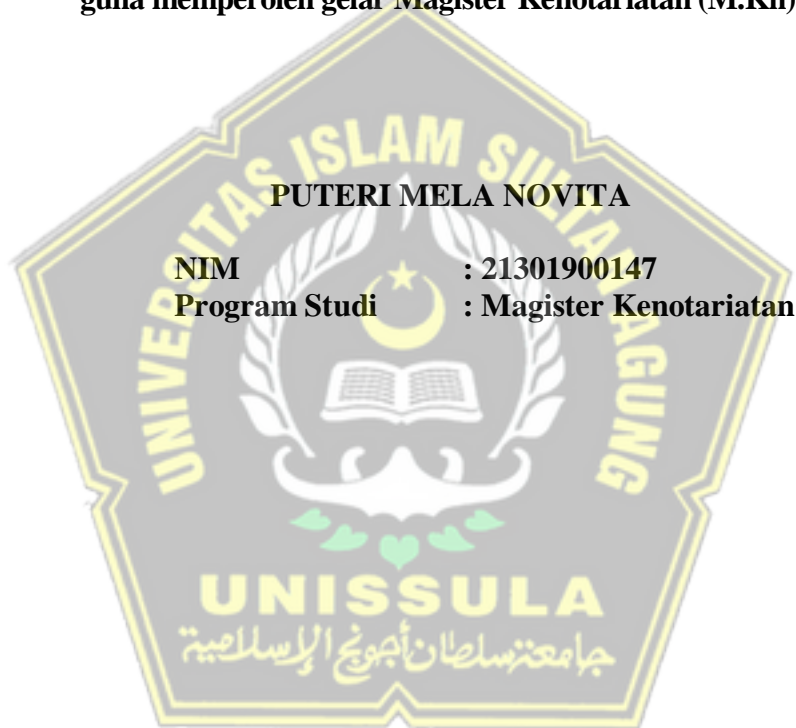 guna memperoleh gelar Magister Kenotariatan (M.Kn)
UNIVERSITAS ISLAM SULTAN AGUNG
PUTERI MELA NOVITA
NIM : 21301900147
Program Studi : Magister Kenotariatan
UNISSULA
جامعة سلطان أجونج الإسلامية